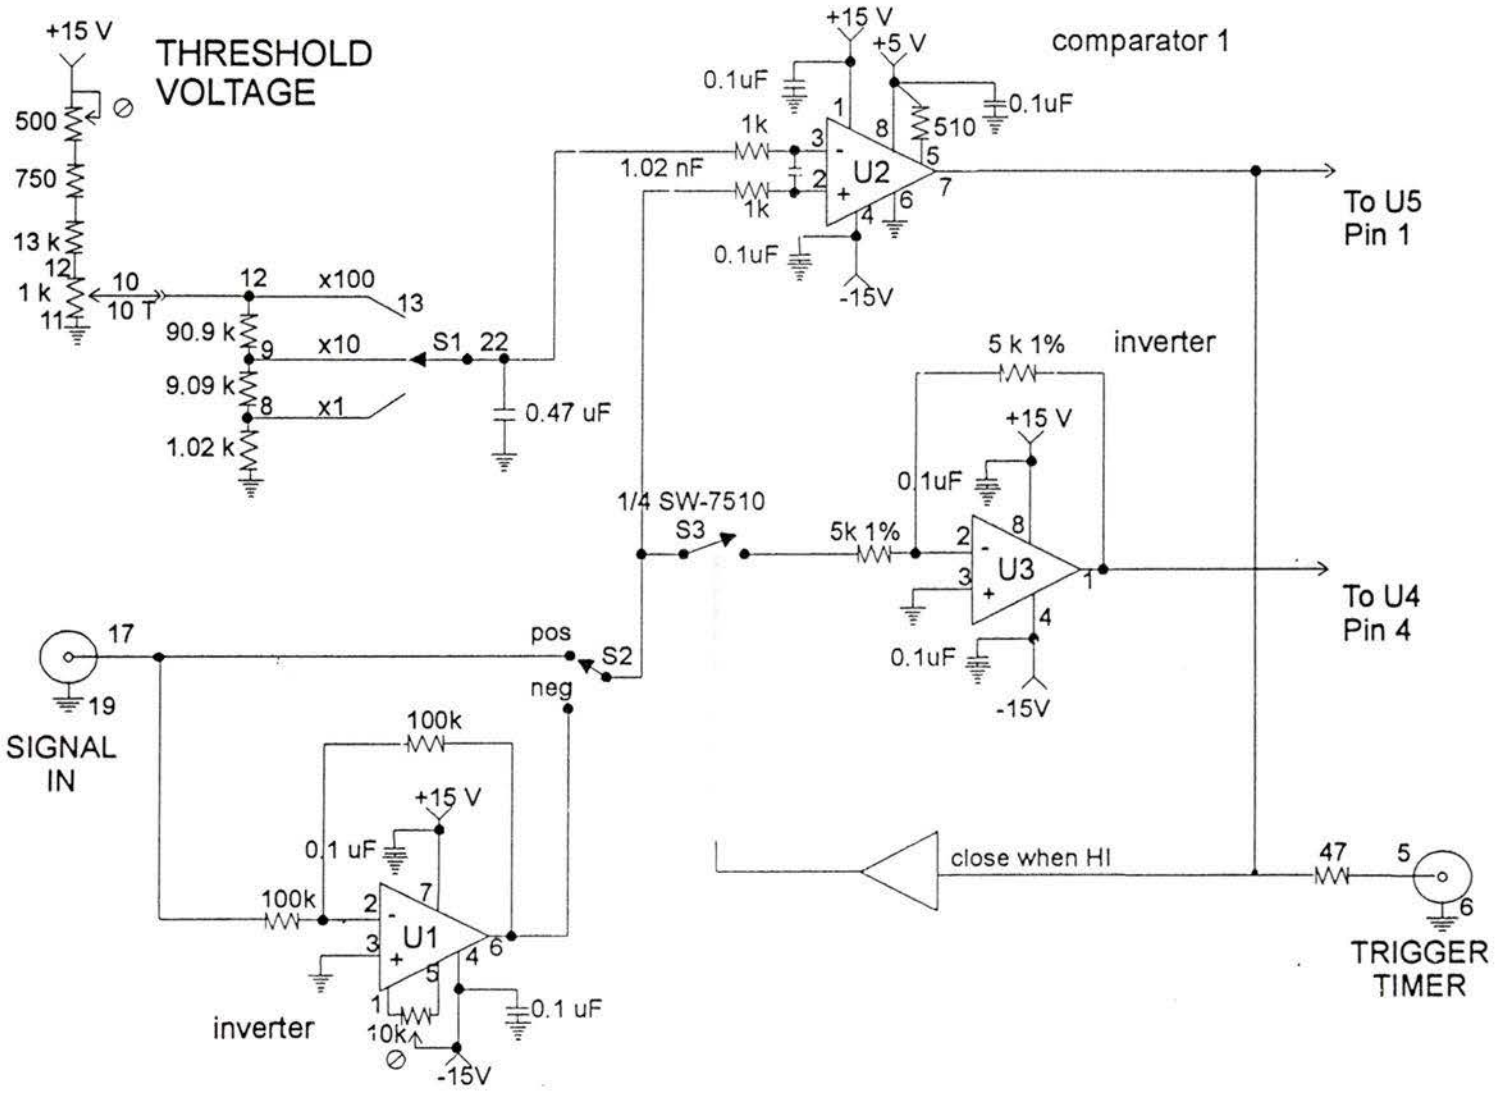 +15 V
THRESHOLD
VOLTAGE
500
750
13 k
12
1 k
11
10
10 T
12
x100
13
90.9 k
9
x10
S1
22
9.09 k
8
x1
0.47 uF
1.02 k
+15 V
+5 V
comparator 1
0.1uF
0.1uF
1
8
510
1k
3
-
5
1.02 nF
U2
7
2
+
6
1k
4
0.1uF
-15V
To U5
Pin 1
5 k 1%
inverter
+15 V
0.1uF
1/4 SW-7510
S3
5k 1%
2
-
8
U3
3
+
1
4
0.1uF
-15V
To U4
Pin 4
17
pos
S2
neg
19
SIGNAL
IN
100k
+15 V
0.1 uF
100k
2
-
7
U1
3
+
6
5
4
1
10k
0.1 uF
inverter
-15V
close when HI
47
5
6
TRIGGER
TIMER